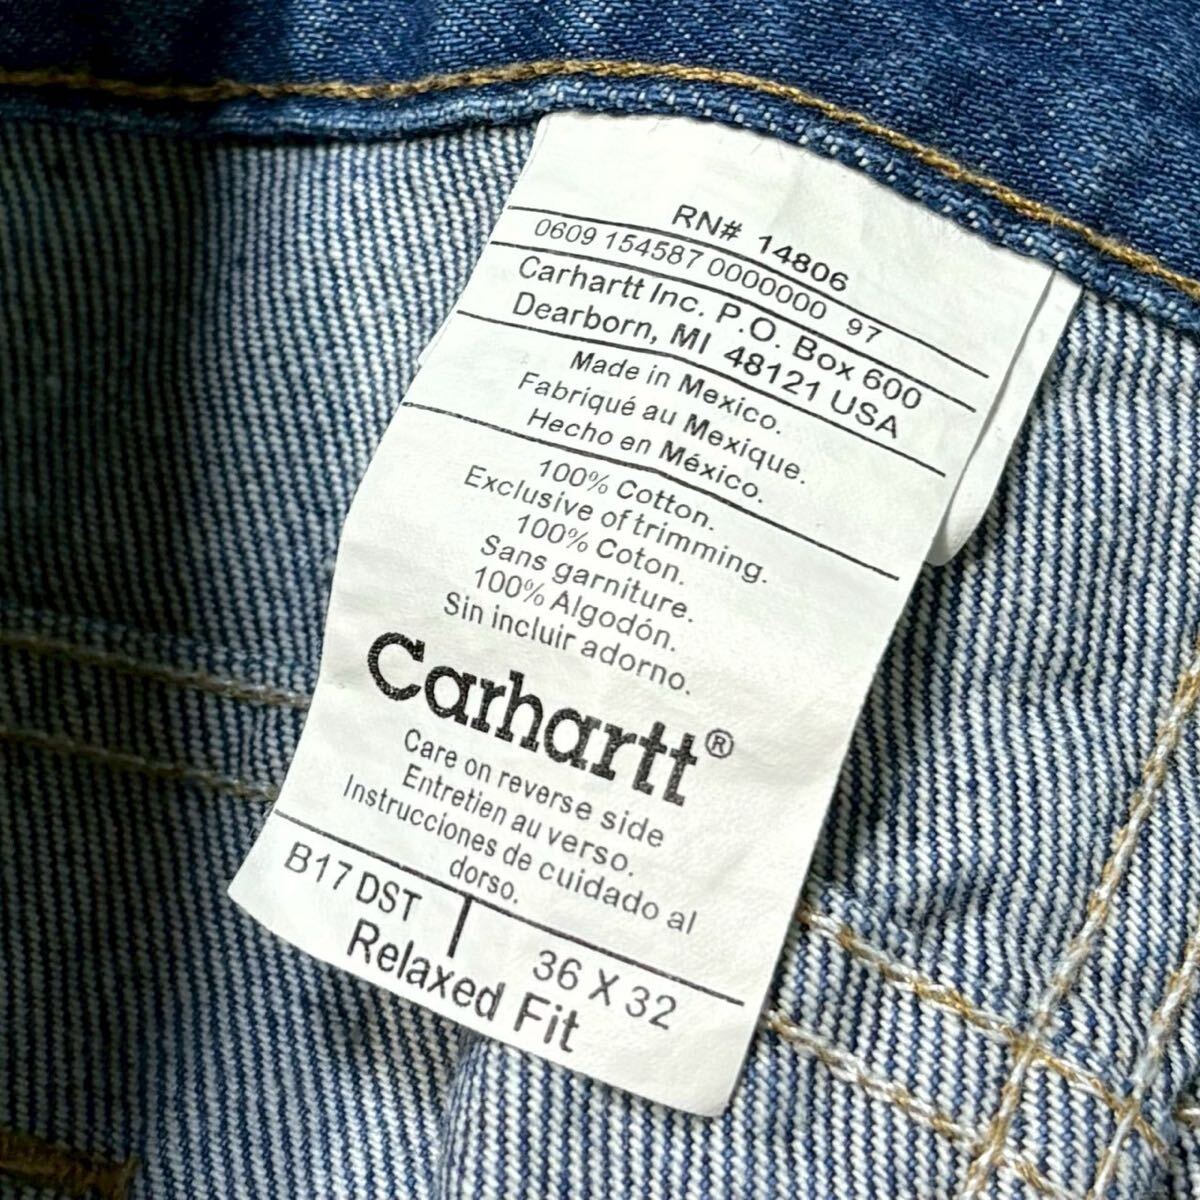 RN# 14806
0609 154587 0000000 97
Carhartt Inc. P.O. Box 600
Dearborn, MI 48121 USA
Made in Mexico.
Fabriqué au Mexique.
Hecho en México.
100% Cotton.
Exclusive of trimming.
100% Coton.
Sans garniture.
100% Algodón.
Sin incluir adorno.
Carhartt®
Care on reverse side
Entretien au verso.
Instrucciones de cuidado al
dorso.
B17 DST 36 X 32
Relaxed Fit